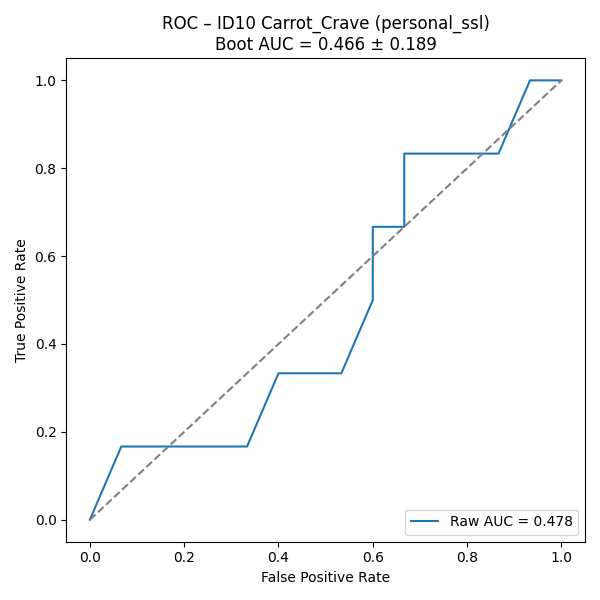 ROC – ID10 Carrot_Crave (personal_ssl)
Boot AUC = 0.466 ± 0.189
1.0
0.8
0.6
0.4
0.2
0.0
True Positive Rate
Raw AUC = 0.478
0.0 0.2 0.4 0.6 0.8 1.0
False Positive Rate